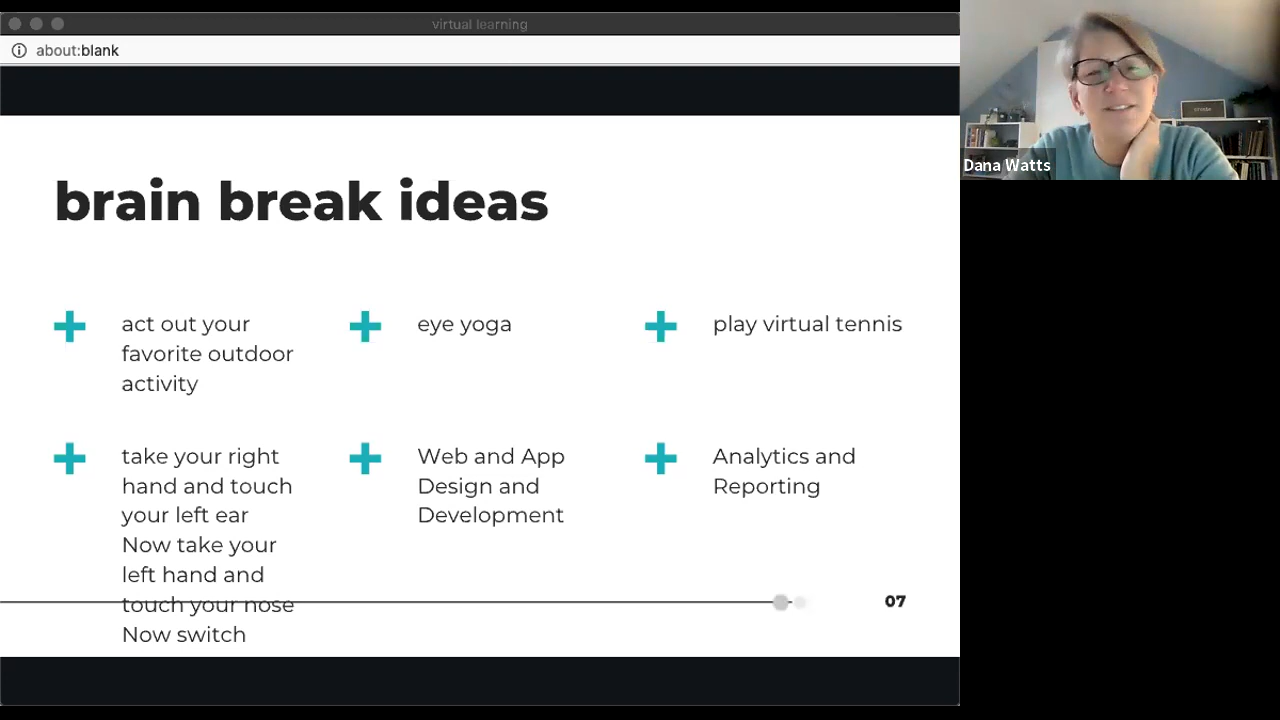 virtual learning
about:blank
Dana Watts
brain break ideas
act out your
favorite outdoor
activity
eye yoga
play virtual tennis
take your right
hand and touch
your left ear
Now take your
left hand and
touch your nose
Now switch
Web and App
Design and
Development
Analytics and
Reporting
07